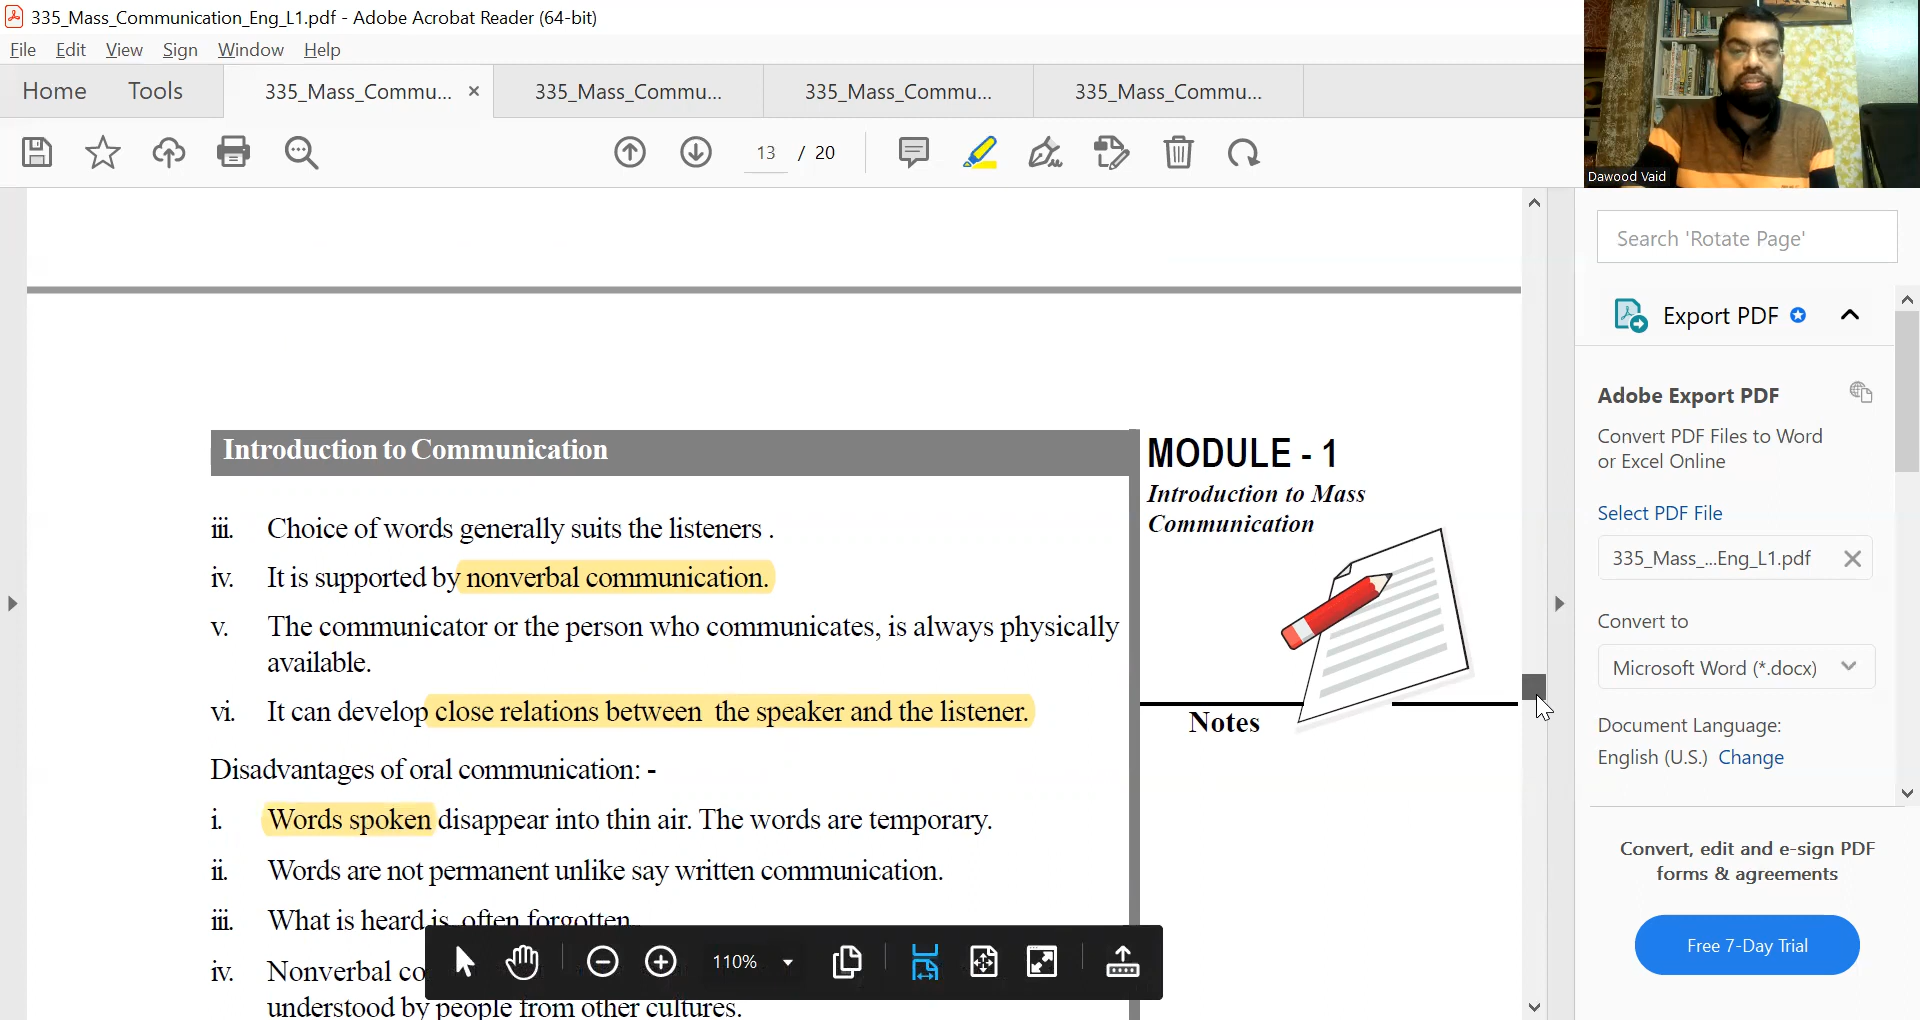 335_Mass_Communication_Eng_L1.pdf - Adobe Acrobat Reader (64-bit)
File Edit View Sign Window Help
Home Tools 335_Mass_Commu... × 335_Mass_Commu... 335_Mass_Commu... 335_Mass_Commu...
13 / 20
Dawood Vaid
Search 'Rotate Page'
Export PDF
Adobe Export PDF
Convert PDF Files to Word
or Excel Online
Select PDF File
335_Mass_...Eng_L1.pdf
Convert to
Microsoft Word (*.docx)
Document Language:
English (U.S.) Change
Convert, edit and e-sign PDF
forms & agreements
Free 7-Day Trial
Introduction to Communication
MODULE - 1
Introduction to Mass
Communication
Notes
iii. Choice of words generally suits the listeners .
iv. It is supported by nonverbal communication.
v. The communicator or the person who communicates, is always physically
available.
vi. It can develop close relations between the speaker and the listener.
Disadvantages of oral communication: -
i. Words spoken disappear into thin air. The words are temporary.
ii. Words are not permanent unlike say written communication.
iii. What is heard is often forgotten
iv. Nonverbal co
understood by people from other cultures.
110%